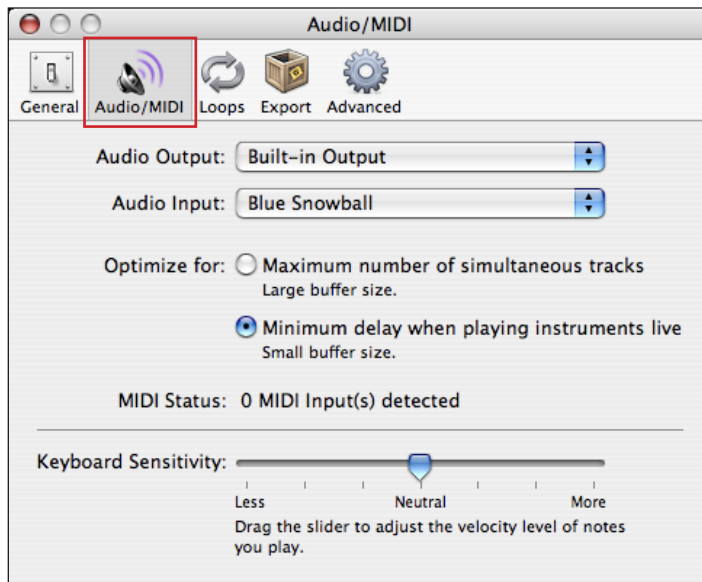 Audio/MIDI
General Audio/MIDI Loops Export Advanced
Audio Output: Built-in Output
Audio Input: Blue Snowball
Optimize for: Maximum number of simultaneous tracks
Large buffer size.
Minimum delay when playing instruments live
Small buffer size.
MIDI Status: 0 MIDI Input(s) detected
Keyboard Sensitivity:
Less Neutral More
Drag the slider to adjust the velocity level of notes
you play.